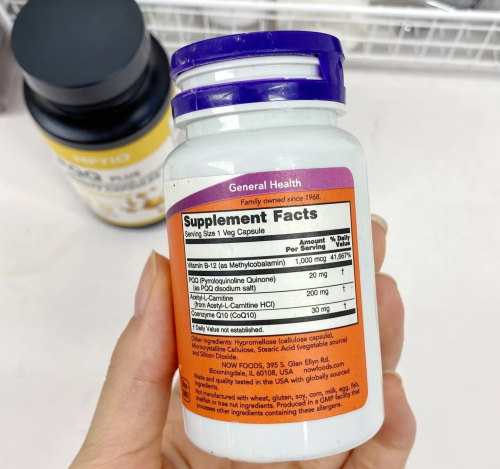 General Health
Family owned since 1968
Supplement Facts
Serving Size 1 Veg Capsule
Amount Per Serving % Daily Value
Vitamin B-12 (as Methylcobalamin) 1,000 mcg 41,667%
PQQ (Pyrroloquinoline Quinone) 20 mg †
(as PQQ disodium salt)
Acetyl-L-Carnitine 200 mg †
(from Acetyl-L-Carnitine HCl)
Coenzyme Q10 (CoQ10) 30 mg †
† Daily Value not established.
Other ingredients: Hypromellose (cellulose capsule),
Microcrystalline Cellulose, Stearic Acid (vegetable source)
and Silicon Dioxide.
NOW FOODS, 395 S. Glen Ellyn Rd.
Bloomingdale, IL 60108, USA nowfoods.com
Made and quality tested in the USA with globally sourced
ingredients.
Not manufactured with wheat, gluten, soy, corn, milk, egg, fish,
shellfish or tree nut ingredients. Produced in a GMP facility that
processes other ingredients containing these allergens.
PLUS